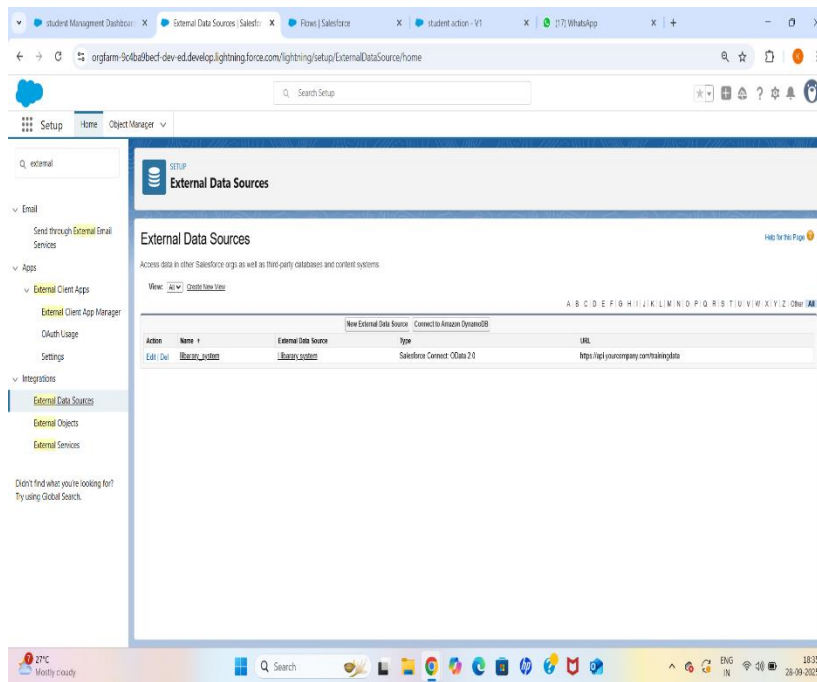 student Managment Dashboar
External Data Sources | Salesfo
Flows | Salesforce
student action - V1
(17) WhatsApp
orgfarm-9c4ba9becf-dev-ed.develop.lightning.force.com/lightning/setup/ExternalDataSource/home
Search Setup
Setup Home Object Manager
external
SETUP
External Data Sources
Email
Send through External Email
Services
Apps
External Client Apps
External Client App Manager
OAuth Usage
Settings
Integrations
External Data Sources
External Objects
External Services
Didn't find what you're looking for?
Try using Global Search.
External Data Sources
Help for this Page
Access data in other Salesforce orgs as well as third-party databases and content systems.
View: All Create New View
A | B | C | D | E | F | G | H | I | J | K | L | M | N | O | P | Q | R | S | T | U | V | W | X | Y | Z | Other | All
New External Data Source Connect to Amazon DynamoDB
Action Name ↑ External Data Source Type URL
Edit | Del libarary_system libarary system Salesforce Connect: OData 2.0 https://api.yourcompany.com/trainingdata
27°C
Mostly cloudy
Search
ENG
IN
18:35
28-09-2025